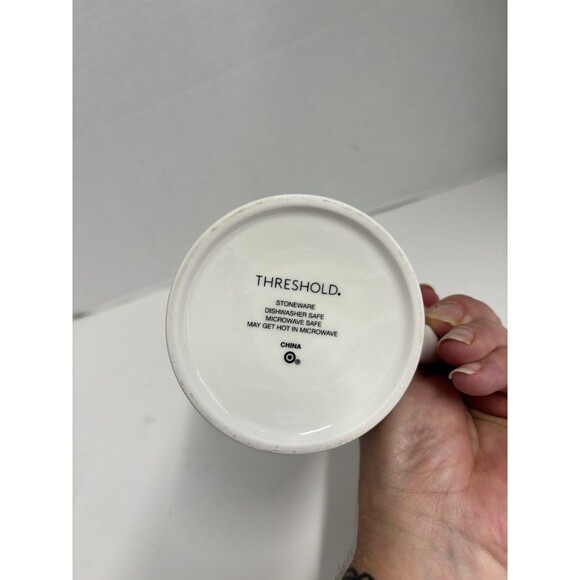 THRESHOLD.
STONEWARE
DISHWASHER SAFE
MICROWAVE SAFE
MAY GET HOT IN MICROWAVE
CHINA
®